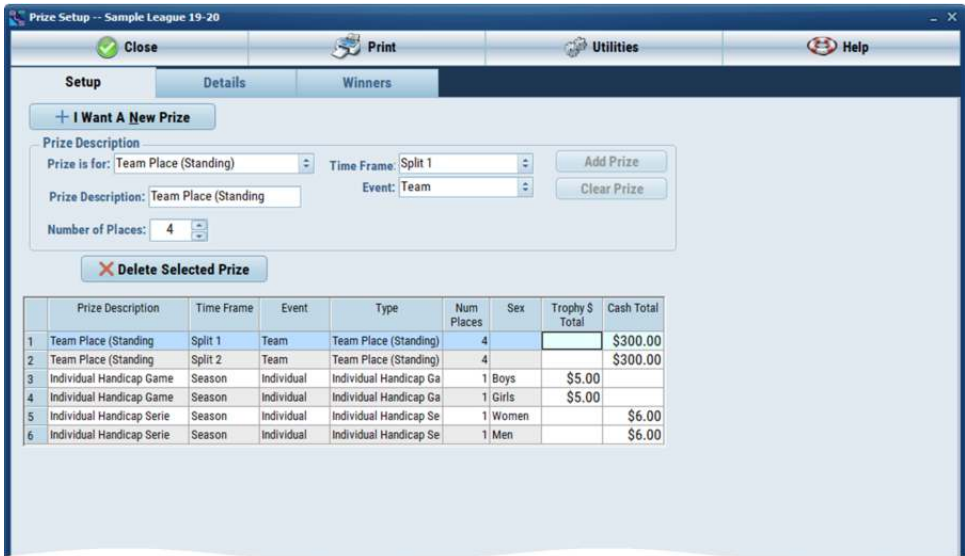 Prize Setup -- Sample League 19-20
Close Print Utilities Help
Setup Details Winners
+ I Want A New Prize
Prize Description
Prize is for: Team Place (Standing) Time Frame: Split 1 Add Prize
Event: Team Clear Prize
Prize Description: Team Place (Standing
Number of Places: 4
Delete Selected Prize
Prize Description Time Frame Event Type Num Places Sex Trophy $ Total Cash Total
1 Team Place (Standing Split 1 Team Team Place (Standing) 4 $300.00
2 Team Place (Standing Split 2 Team Team Place (Standing) 4 $300.00
3 Individual Handicap Game Season Individual Individual Handicap Ga 1 Boys $5.00
4 Individual Handicap Game Season Individual Individual Handicap Ga 1 Girls $5.00
5 Individual Handicap Serie Season Individual Individual Handicap Se 1 Women $6.00
6 Individual Handicap Serie Season Individual Individual Handicap Se 1 Men $6.00